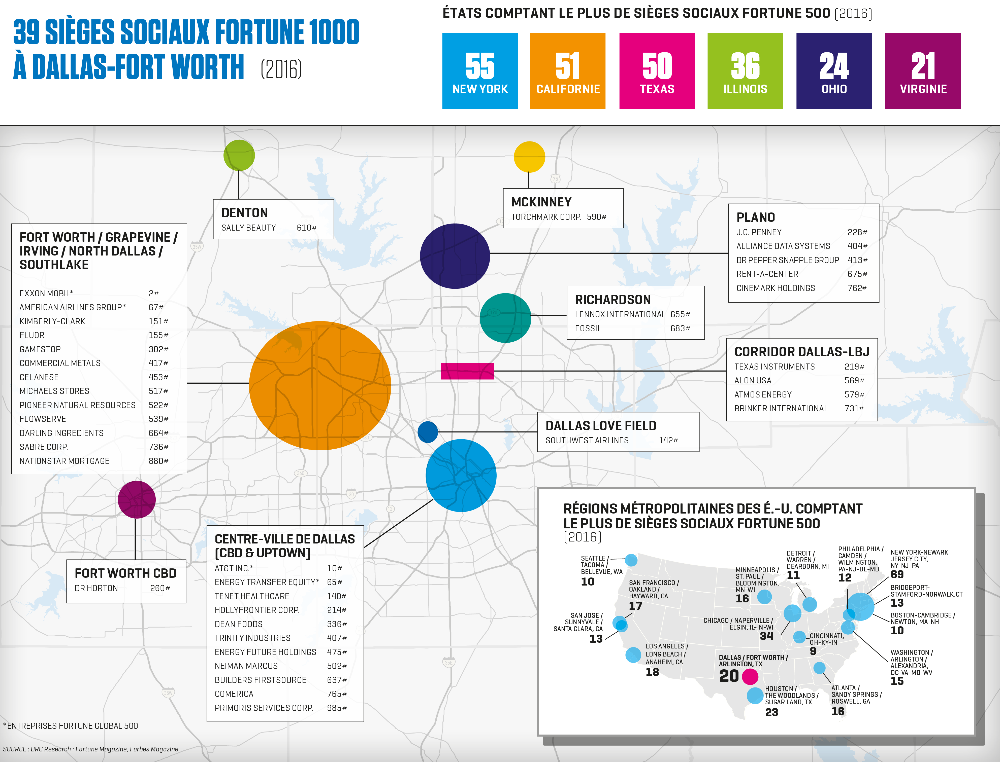 39 SIÈGES SOCIAUX FORTUNE 1000
À DALLAS-FORT WORTH (2016)
ÉTATS COMPTANT LE PLUS DE SIÈGES SOCIAUX FORTUNE 500 (2016)
55
NEW YORK
51
CALIFORNIE
50
TEXAS
36
ILLINOIS
24
OHIO
21
VIRGINIE
DENTON
SALLY BEAUTY 610#
MCKINNEY
TORCHMARK CORP. 590#
PLANO
J.C. PENNEY 228#
ALLIANCE DATA SYSTEMS 404#
DR PEPPER SNAPPLE GROUP 413#
RENT-A-CENTER 675#
CINEMARK HOLDINGS 762#
FORT WORTH / GRAPEVINE /
IRVING / NORTH DALLAS /
SOUTHLAKE
EXXON MOBIL* 2#
AMERICAN AIRLINES GROUP* 67#
KIMBERLY-CLARK 151#
FLUOR 155#
GAMESTOP 302#
COMMERCIAL METALS 417#
CELANESE 453#
MICHAELS STORES 517#
PIONEER NATURAL RESOURCES 522#
FLOWSERVE 539#
DARLING INGREDIENTS 664#
SABRE CORP. 736#
NATIONSTAR MORTGAGE 880#
RICHARDSON
LENNOX INTERNATIONAL 655#
FOSSIL 683#
CORRIDOR DALLAS-LBJ
TEXAS INSTRUMENTS 219#
ALON USA 569#
ATMOS ENERGY 579#
BRINKER INTERNATIONAL 731#
DALLAS LOVE FIELD
SOUTHWEST AIRLINES 142#
FORT WORTH CBD
DR HORTON 260#
CENTRE-VILLE DE DALLAS
(CBD & UPTOWN]
AT&T INC.* 10#
ENERGY TRANSFER EQUITY* 65#
TENET HEALTHCARE 140#
HOLLYFRONTIER CORP. 214#
DEAN FOODS 336#
TRINITY INDUSTRIES 407#
ENERGY FUTURE HOLDINGS 475#
NEIMAN MARCUS 502#
BUILDERS FIRSTSOURCE 637#
COMERICA 765#
PRIMORIS SERVICES CORP. 985#
75
35W
190
360
30
12
35E
35W
RÉGIONS MÉTROPOLITAINES DES É.-U. COMPTANT
LE PLUS DE SIÈGES SOCIAUX FORTUNE 500
(2016)
SEATTLE /
TACOMA /
BELLEVUE, WA
10
SAN FRANCISCO /
OAKLAND /
HAYWARD, CA
17
SAN JOSE /
SUNNYVALE /
SANTA CLARA, CA
13
LOS ANGELES /
LONG BEACH /
ANAHEIM, CA
18
MINNEAPOLIS /
ST. PAUL /
BLOOMINGTON,
MN-WI
16
DETROIT /
WARREN /
DEARBORN, MI
11
PHILADELPHIA /
CAMDEN /
WILMINGTON,
PA-NJ-DE-MD
12
NEW YORK-NEWARK
JERSEY CITY,
NY-NJ-PA
69
BRIDGEPORT-
STAMFORD-NORWALK,CT
13
BOSTON-CAMBRIDGE /
NEWTON, MA-NH
10
CHICAGO / NAPERVILLE /
ELGIN, IL-IN-WI
34
CINCINNATI,
OH-KY-IN
9
WASHINGTON /
ARLINGTON /
ALEXANDRIA,
DC-VA-MD-WV
15
DALLAS / FORT WORTH /
ARLINGTON, TX
20
HOUSTON /
THE WOODLANDS /
SUGAR LAND, TX
23
ATLANTA /
SANDY SPRINGS /
ROSWELL, GA
16
*ENTREPRISES FORTUNE GLOBAL 500
SOURCE : DRC Research : Fortune Magazine, Forbes Magazine